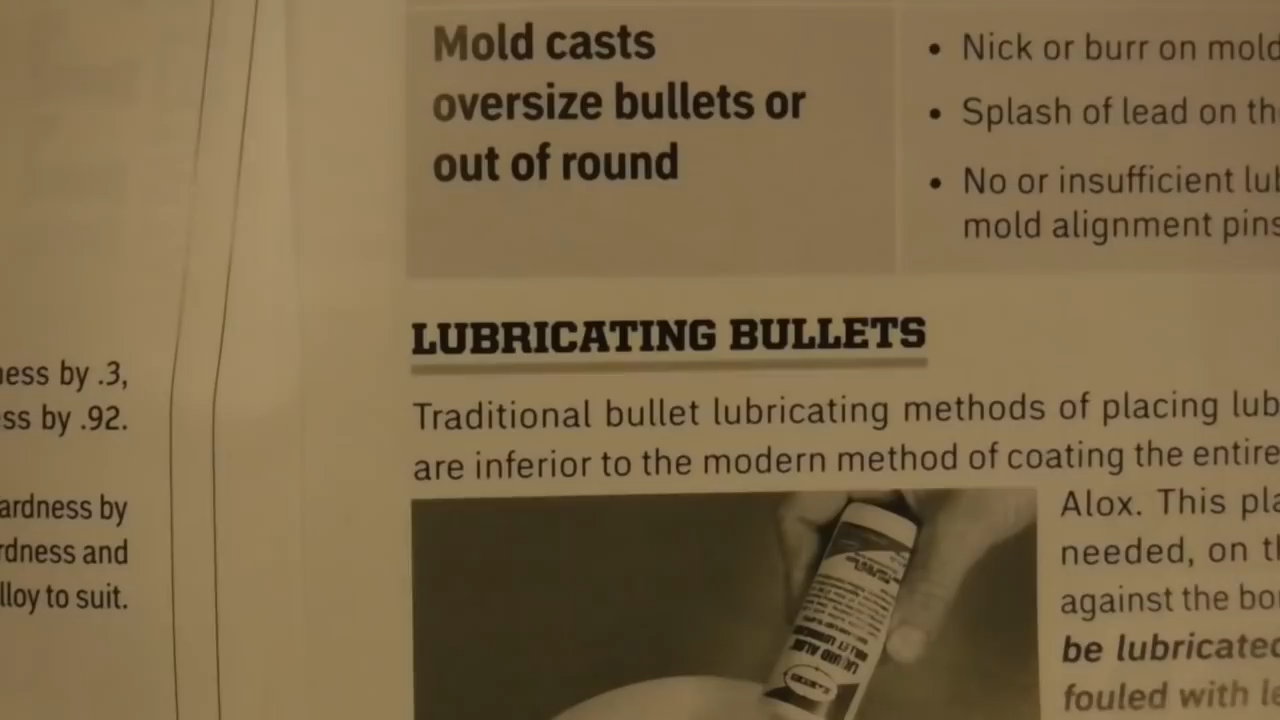 ness by .3,
ss by .92.
ardness by
rdness and
lloy to suit.
Mold casts
oversize bullets or
out of round
• Nick or burr on mold
• Splash of lead on th
• No or insufficient lub
mold alignment pins
LUBRICATING BULLETS
Traditional bullet lubricating methods of placing lub
are inferior to the modern method of coating the entire
Alox. This pla
needed, on th
against the bo
be lubricated
fouled with le
LIQUID ALOX